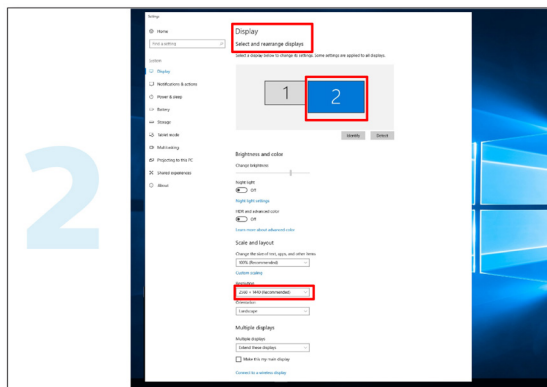 Settings
Home
Find a setting
SYSTEM
Display
Notifications & actions
Power & sleep
Battery
Storage
Tablet mode
Multitasking
Projecting to this PC
Shared experiences
About
2
Display
Select and rearrange displays
Select a display below to change its settings. Some settings are applied to all displays.
1
2
Identify
Detect
Brightness and color
Change brightness
Night light
Off
Night light settings
HDR and advanced color
Off
Learn more about advanced color
Scale and layout
Change the size of text, apps, and other items
100% (Recommended)
Custom scaling
Resolution
2560 × 1440 (Recommended)
Orientation
Landscape
Multiple displays
Multiple displays
Extend these displays
Make this my main display
Connect to a wireless display